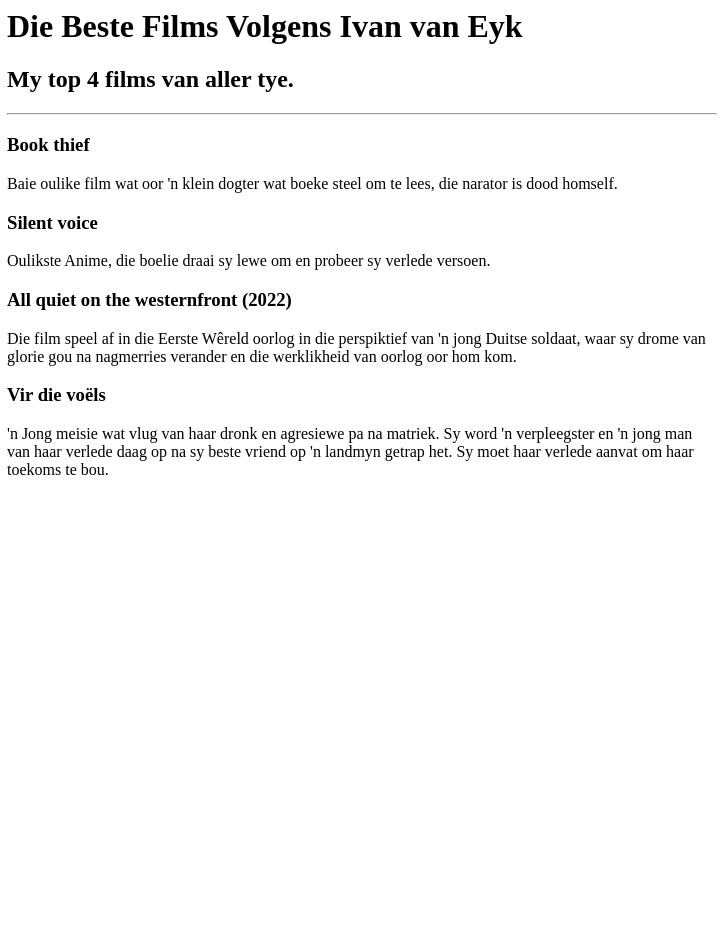 Die Beste Films Volgens Ivan van Eyk
My top 4 films van aller tye.
Book thief
Baie oulike film wat oor 'n klein dogter wat boeke steel om te lees, die narator is dood homself.
Silent voice
Oulikste Anime, die boelie draai sy lewe om en probeer sy verlede versoen.
All quiet on the westernfront (2022)
Die film speel af in die Eerste Wêreld oorlog in die perspiktief van 'n jong Duitse soldaat, waar sy drome van
glorie gou na nagmerries verander en die werklikheid van oorlog oor hom kom.
Vir die voëls
'n Jong meisie wat vlug van haar dronk en agresiewe pa na matriek. Sy word 'n verpleegster en 'n jong man
van haar verlede daag op na sy beste vriend op 'n landmyn getrap het. Sy moet haar verlede aanvat om haar
toekoms te bou.